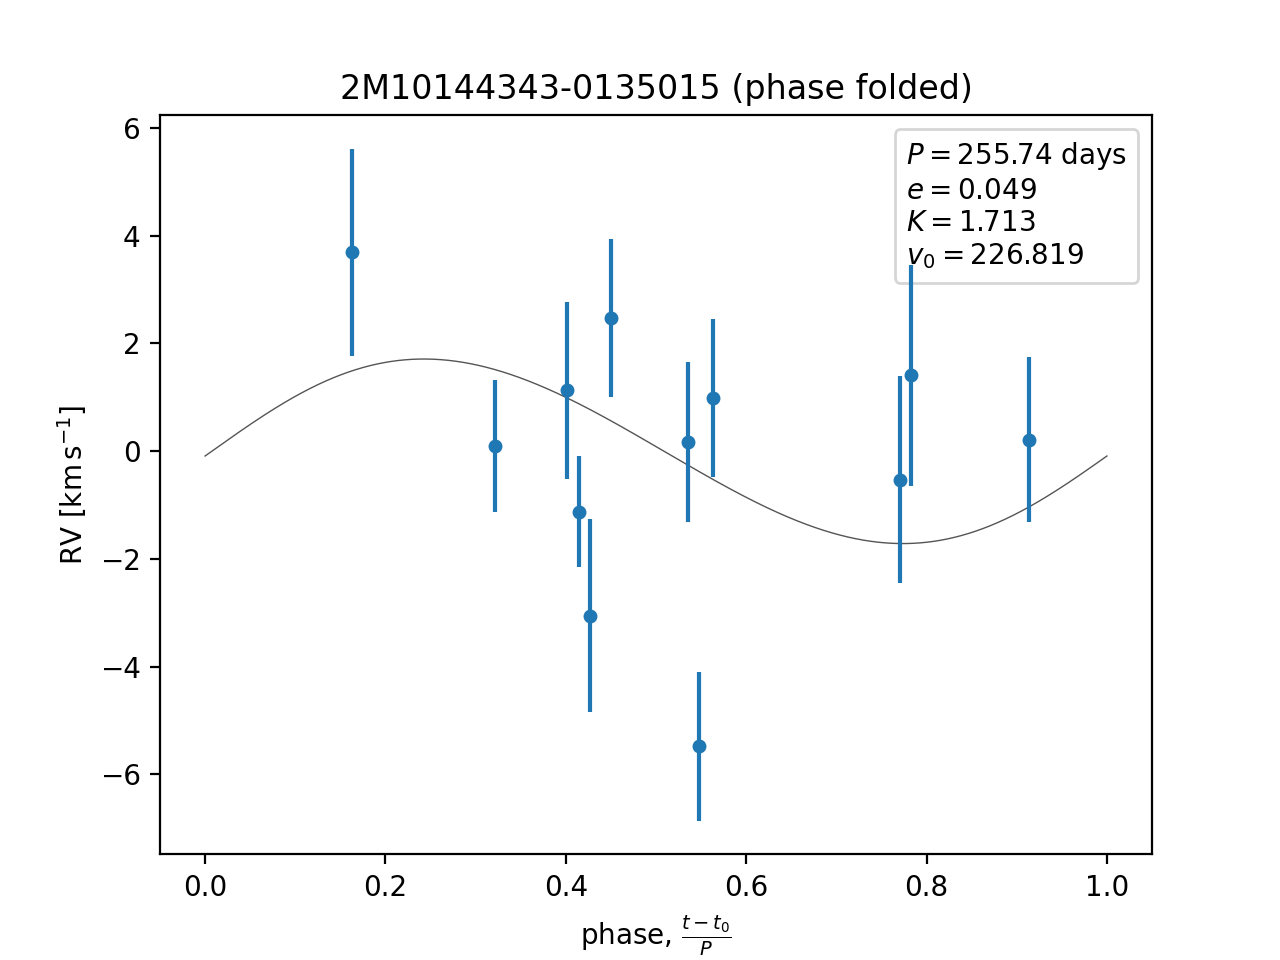 2M10144343-0135015 (phase folded)
P = 255.74 days
e = 0.049
K = 1.713
v₀ = 226.819
RV [km s⁻¹]
6
4
2
0
−2
−4
−6
0.0 0.2 0.4 0.6 0.8 1.0
phase, (t − t₀)/P